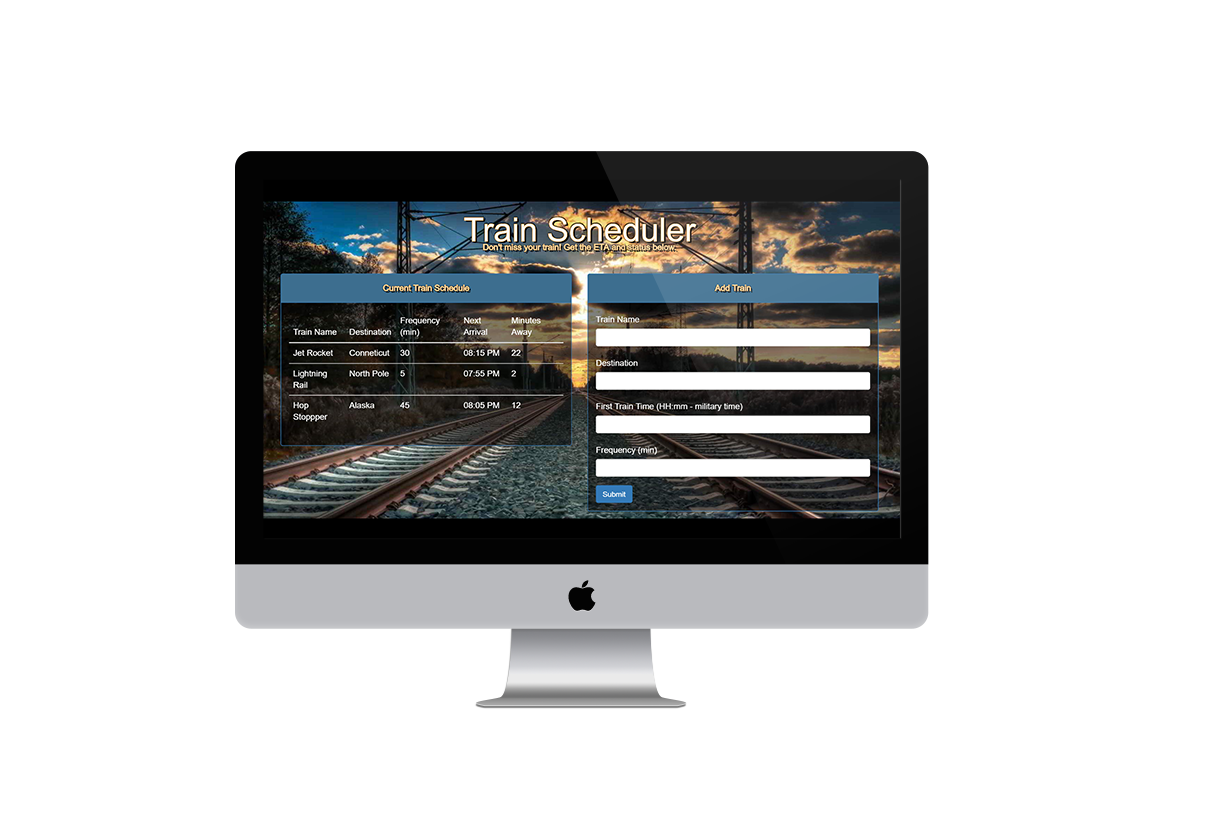 Train Scheduler
Don't miss your train! Get the ETA and status below.
Current Train Schedule
Train Name Destination Frequency (min) Next Arrival Minutes Away
Jet Rocket Conneticut 30 08:15 PM 22
Lightning Rail North Pole 5 07:55 PM 2
Hop Stoppper Alaska 45 08:05 PM 12
Add Train
Train Name
Destination
First Train Time (HH:mm - military time)
Frequency (min)
Submit